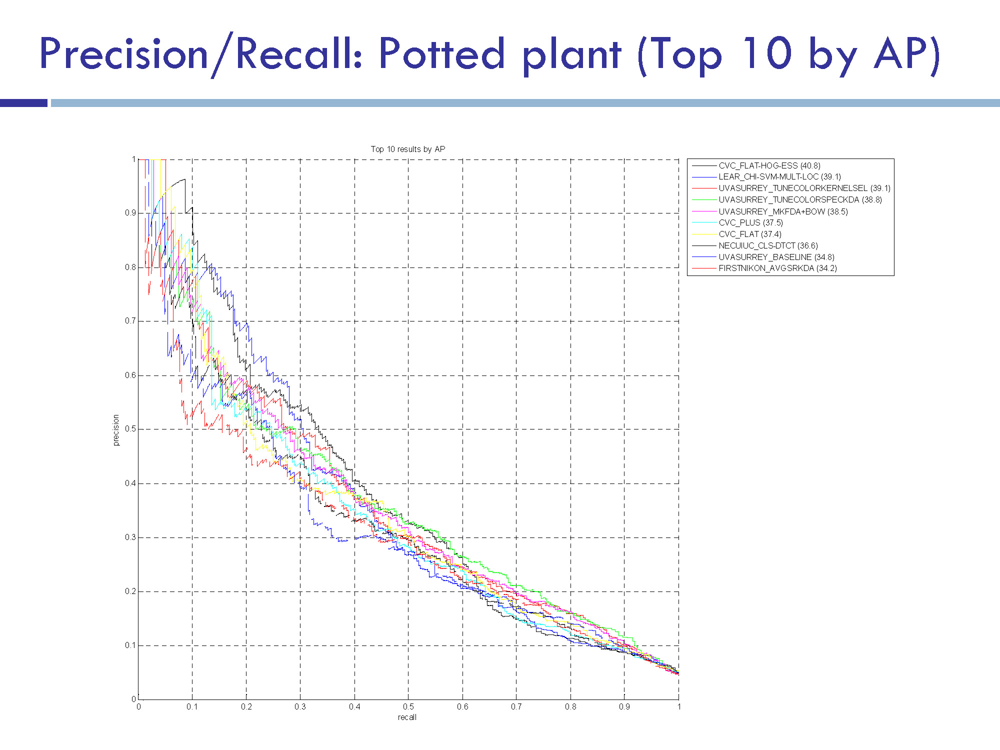 Precision/Recall: Potted plant (Top 10 by AP)
Top 10 results by AP
CVC_FLAT-HOG-ESS (40.8)
LEAR_CHI-SVM-MULT-LOC (39.1)
UVASURREY_TUNECOLORKERNELSEL (39.1)
UVASURREY_TUNECOLORSPECKDA (38.8)
UVASURREY_MKFDA+BOW (38.5)
CVC_PLUS (37.5)
CVC_FLAT (37.4)
NECUIUC_CLS-DTCT (36.6)
UVASURREY_BASELINE (34.8)
FIRSTNIKON_AVGSRKDA (34.2)
1
0.9
0.8
0.7
0.6
0.5
0.4
0.3
0.2
0.1
0
precision
0 0.1 0.2 0.3 0.4 0.5 0.6 0.7 0.8 0.9 1
recall